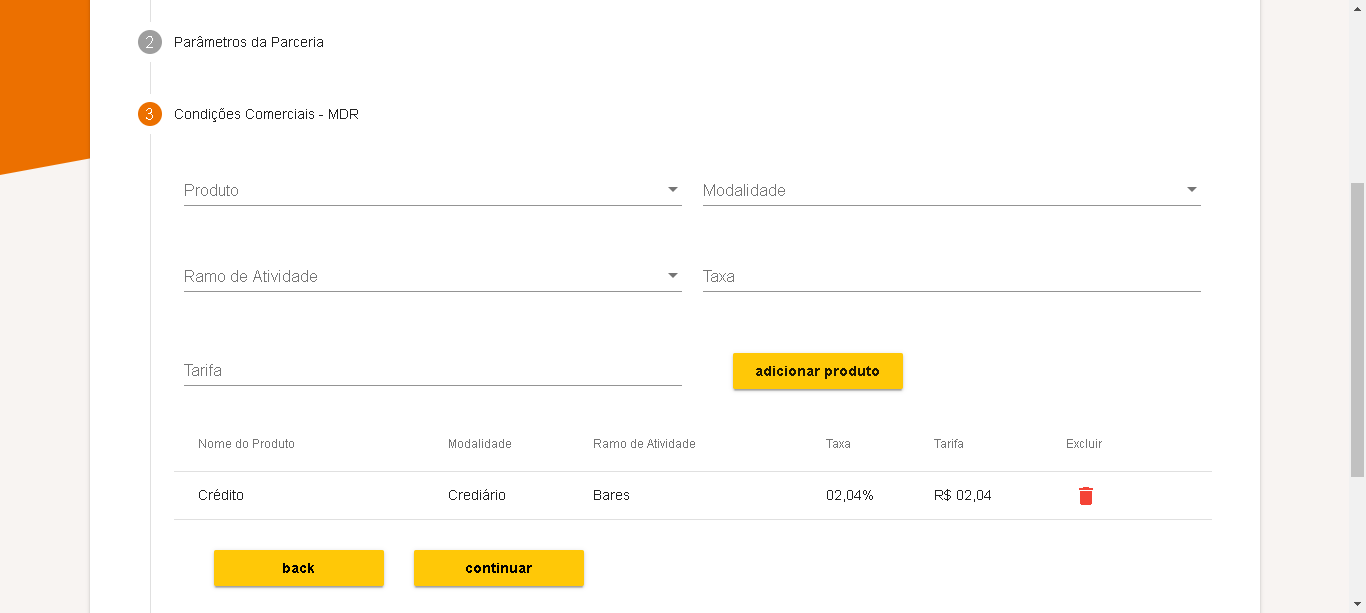 2 Parâmetros da Parceria
3 Condições Comerciais - MDR
Produto Modalidade
Ramo de Atividade Taxa
Tarifa adicionar produto
Nome do Produto Modalidade Ramo de Atividade Taxa Tarifa Excluir
Crédito Crediário Bares 02,04% R$ 02,04
back continuar